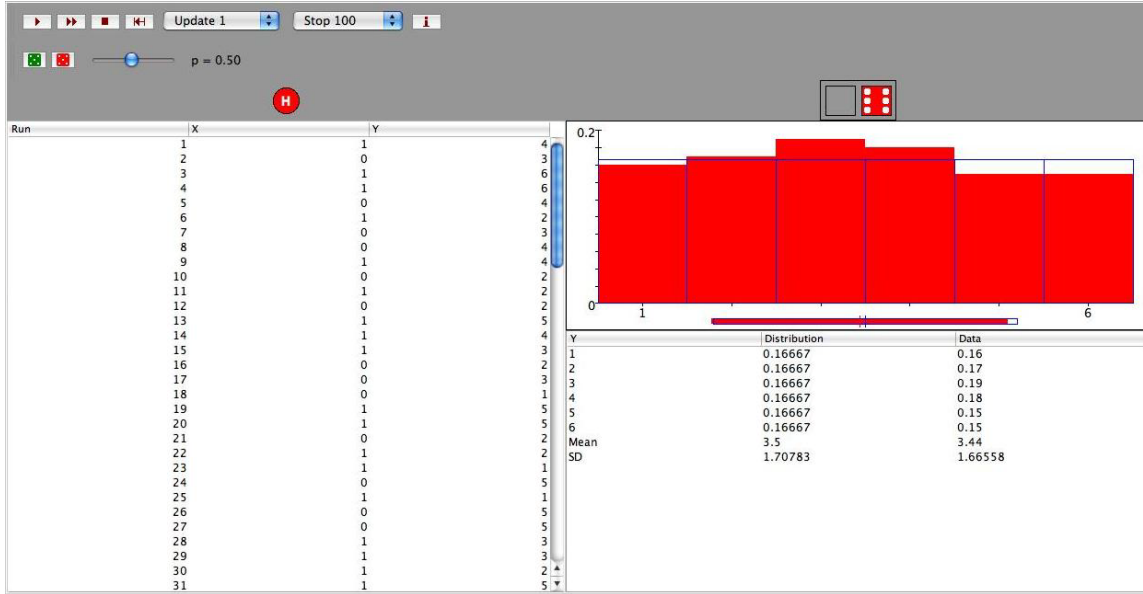 Update 1 Stop 100 i
p = 0.50
H
Run X Y
1 1 4
2 0 3
3 1 6
4 1 6
5 0 4
6 1 2
7 0 3
8 0 4
9 1 4
10 0 2
11 1 2
12 0 2
13 1 5
14 1 4
15 1 3
16 0 2
17 0 3
18 0 1
19 1 5
20 1 5
21 0 2
22 1 2
23 1 1
24 0 5
25 1 1
26 0 5
27 0 5
28 1 3
29 1 3
30 1 2
31 1 5
0.2
0
1 6
Y Distribution Data
1 0.16667 0.16
2 0.16667 0.17
3 0.16667 0.19
4 0.16667 0.18
5 0.16667 0.15
6 0.16667 0.15
Mean 3.5 3.44
SD 1.70783 1.66558